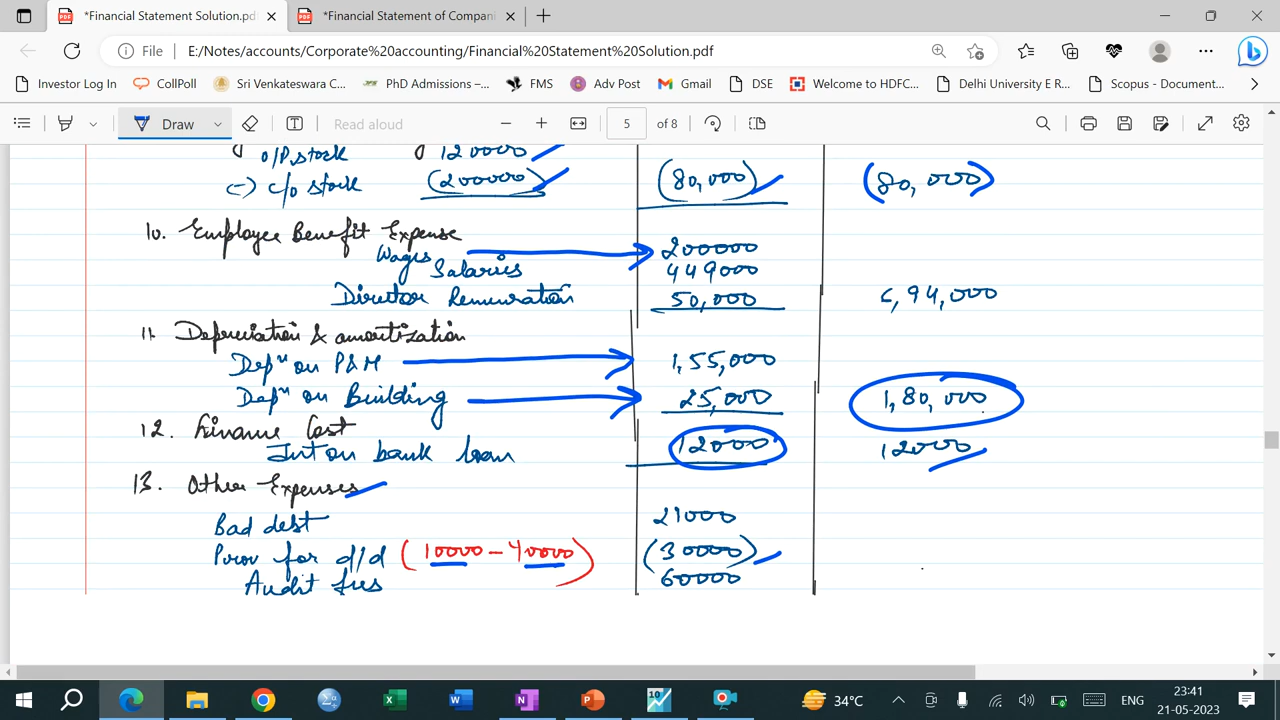 *Financial Statement Solution.pdf
*Financial Statement of Compani
File E:/Notes/accounts/Corporate%20accounting/Financial%20Statement%20Solution.pdf
Investor Log In CollPoll Sri Venkateswara C... PhD Admissions –... FMS Adv Post Gmail DSE Welcome to HDFC... Delhi University E R... Scopus - Document...
Draw Read aloud 5 of 8
O/P. stock 120000
(-) c/o stock (200000) (80,000) (80,000)
10. Employee Benefit Expense
Wages 200000
Salaries 449000
Director Remuneration 50,000 6,94,000
11. Depreciation & amortization
Depⁿ on P&M 1,55,000
Depⁿ on Building 25,000 1,80,000
12. Finance Cost
Int on bank loan 12000 12000
13. Other Expenses
Bad debt 21000
Prov for d/d (10000 - 40000) (30000)
Audit fees 60000
34°C ENG 23:41
21-05-2023